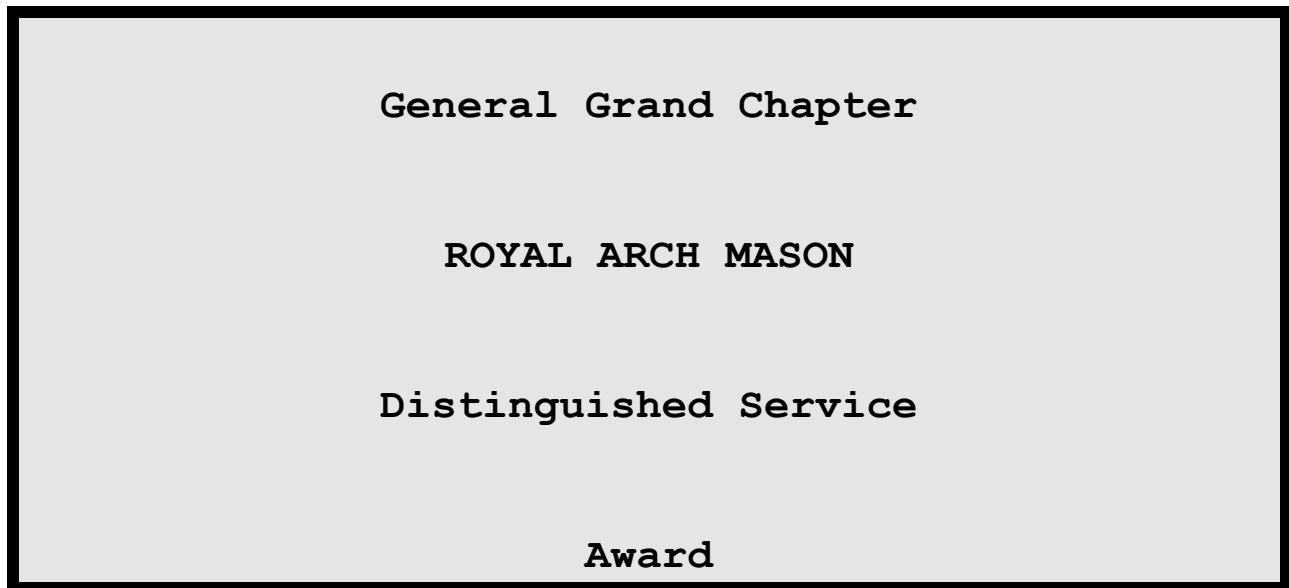 General Grand Chapter
ROYAL ARCH MASON
Distinguished Service
Award